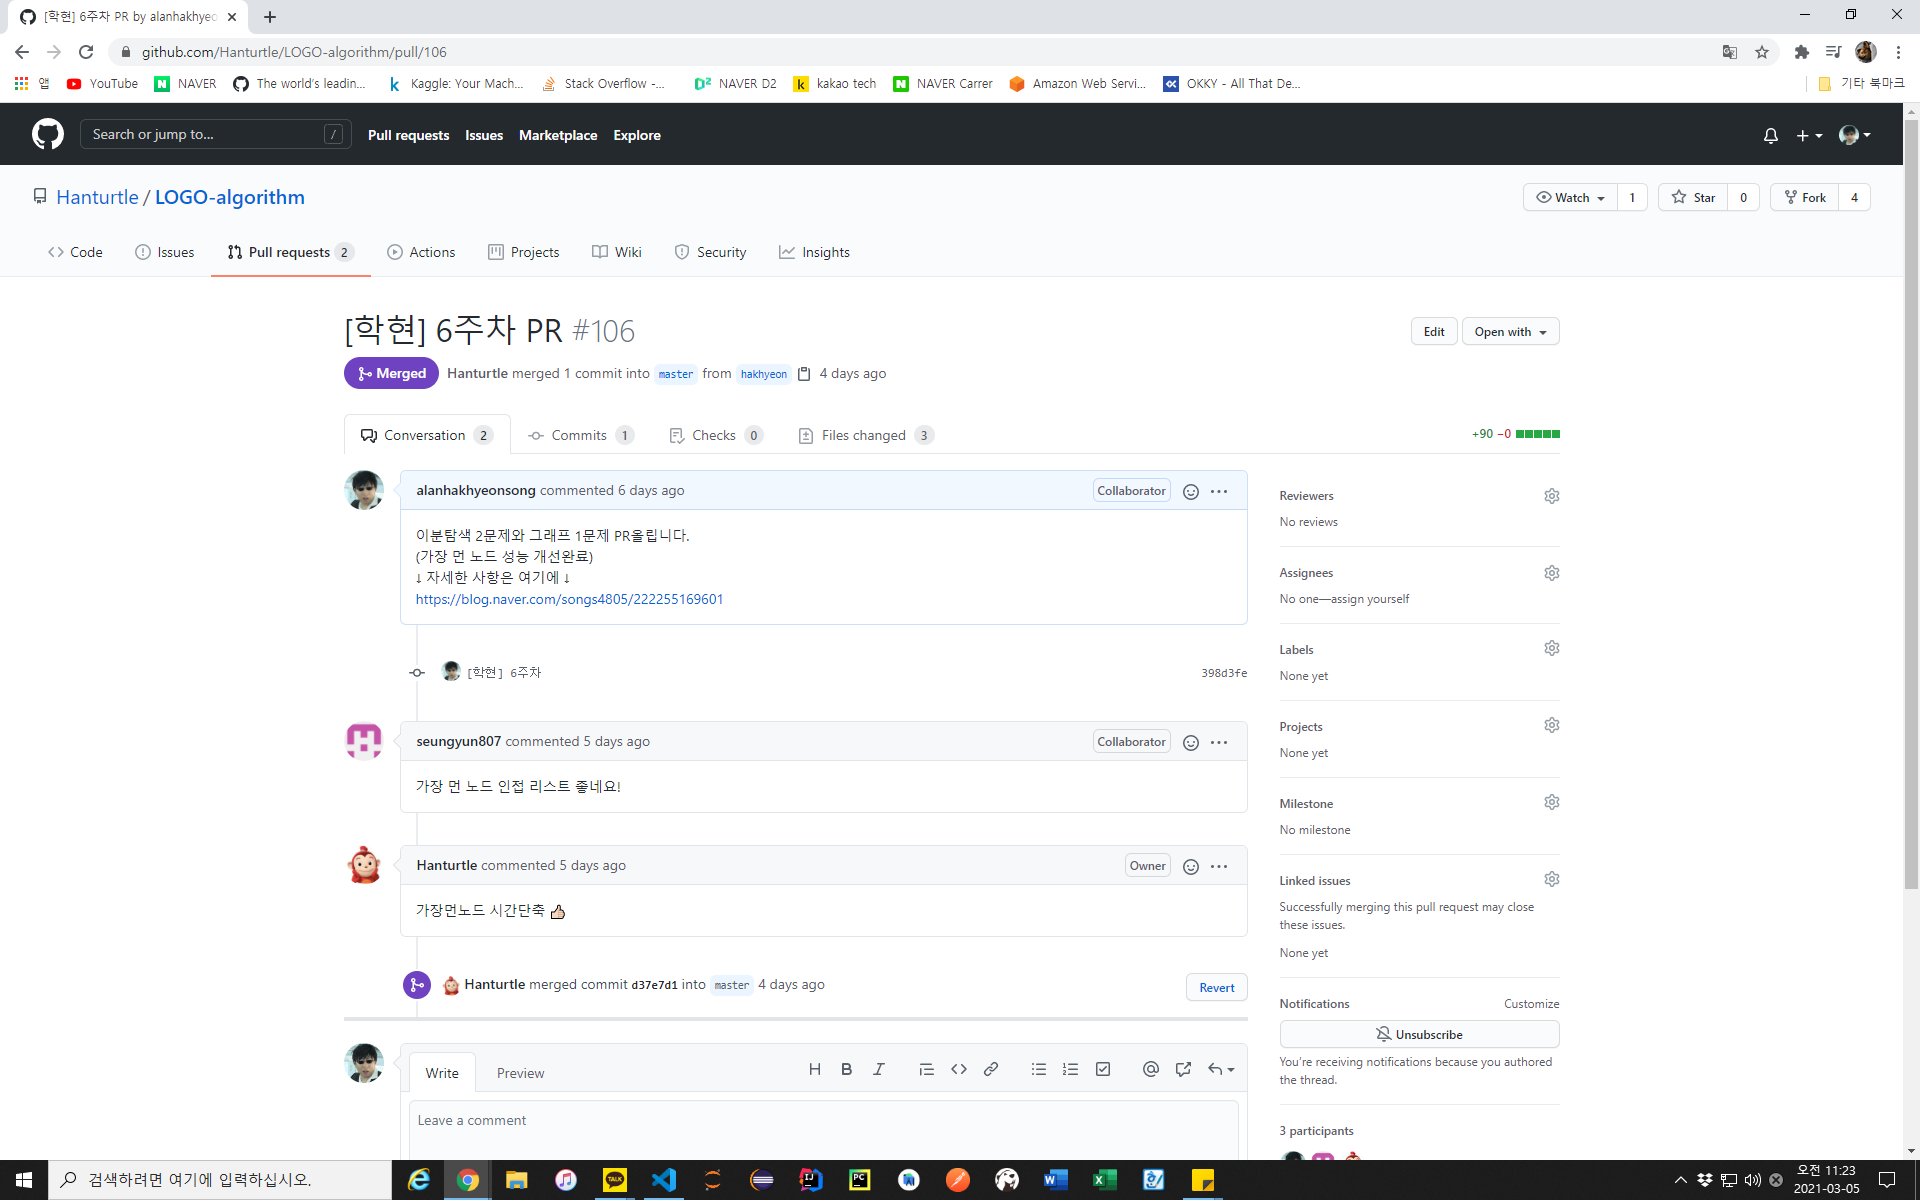 [학현] 6주차 PR by alanhakhyeo
github.com/Hanturtle/LOGO-algorithm/pull/106
앱 YouTube NAVER The world's leadin... Kaggle: Your Mach... Stack Overflow -... NAVER D2 kakao tech NAVER Carrer Amazon Web Servi... OKKY - All That De... 기타 북마크
Search or jump to... / Pull requests Issues Marketplace Explore
Hanturtle / LOGO-algorithm Watch 1 Star 0 Fork 4
Code Issues Pull requests 2 Actions Projects Wiki Security Insights
[학현] 6주차 PR #106 Edit Open with
Merged Hanturtle merged 1 commit into master from hakhyeon 4 days ago
Conversation 2 Commits 1 Checks 0 Files changed 3 +90 −0
alanhakhyeonsong commented 6 days ago Collaborator
이분탐색 2문제와 그래프 1문제 PR올립니다.
(가장 먼 노드 성능 개선완료)
↓ 자세한 사항은 여기에 ↓
https://blog.naver.com/songs4805/222255169601
[학현] 6주차 398d3fe
seungyun807 commented 5 days ago Collaborator
가장 먼 노드 인접 리스트 좋네요!
Hanturtle commented 5 days ago Owner
가장먼노드 시간단축 👍🏻
Hanturtle merged commit d37e7d1 into master 4 days ago Revert
Write Preview
Leave a comment
Reviewers
No reviews
Assignees
No one—assign yourself
Labels
None yet
Projects
None yet
Milestone
No milestone
Linked issues
Successfully merging this pull request may close
these issues.
None yet
Notifications Customize
Unsubscribe
You're receiving notifications because you authored
the thread.
3 participants
검색하려면 여기에 입력하십시오.
오전 11:23
2021-03-05